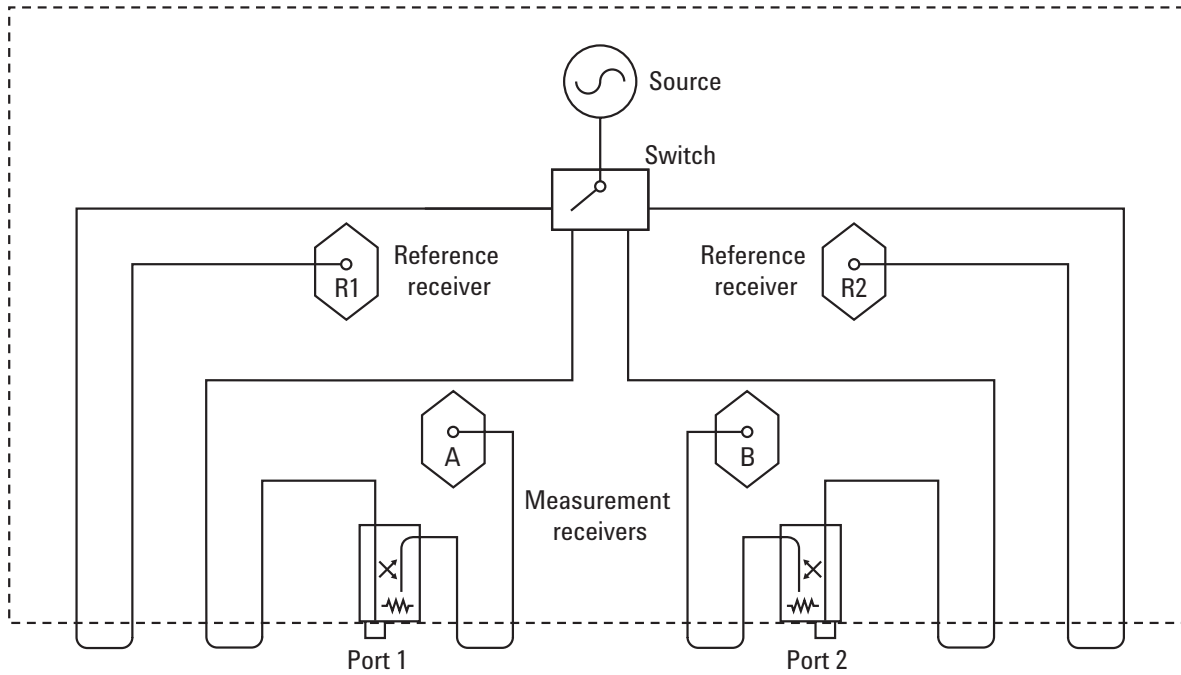 Source
Switch
Reference
receiver
R1
Reference
receiver
R2
A
B
Measurement
receivers
Port 1
Port 2